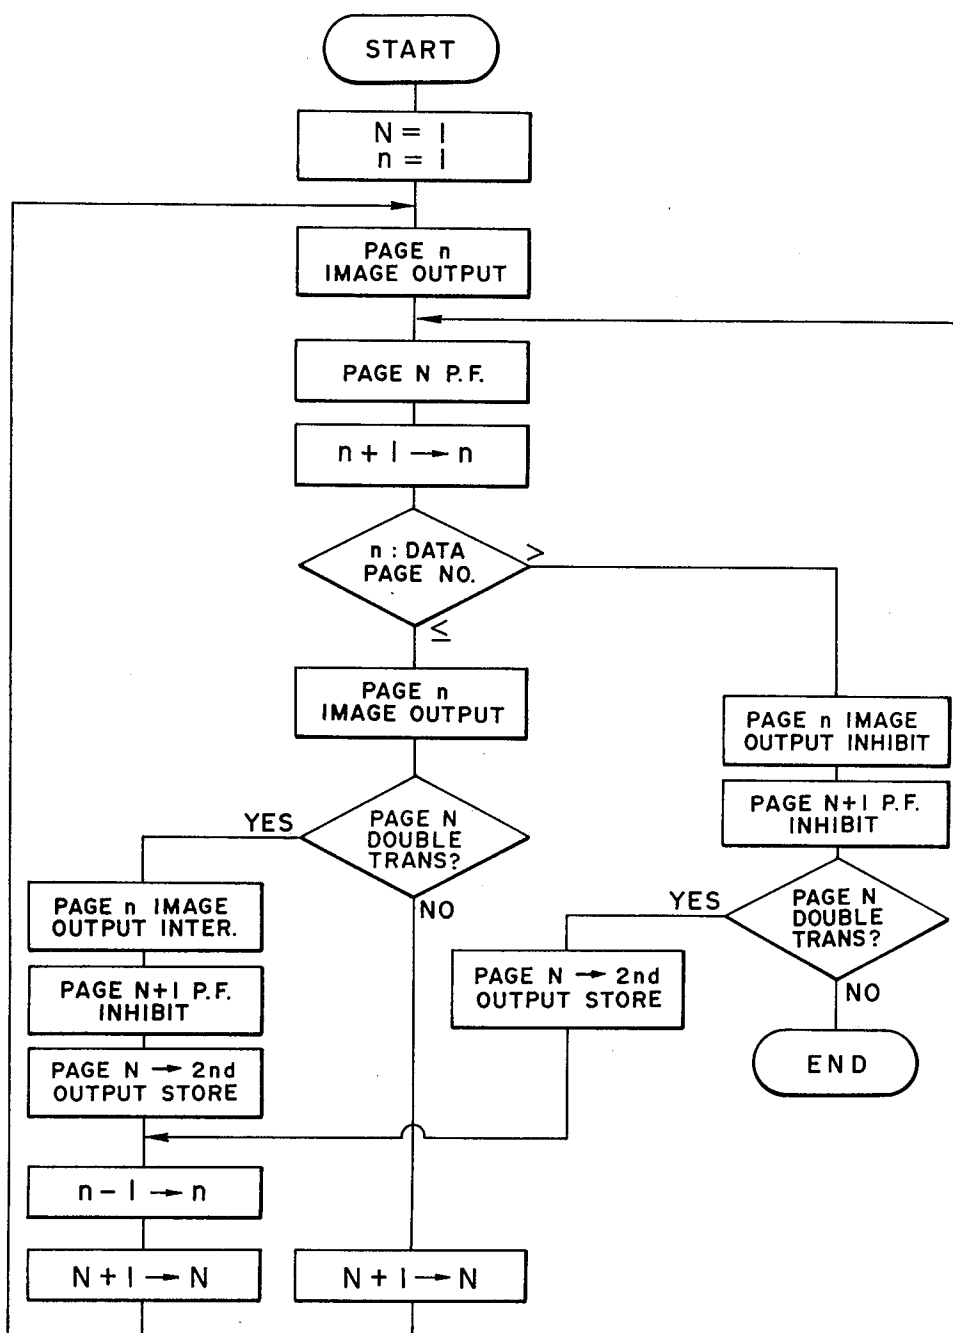 START
N = 1
n = 1
PAGE n
IMAGE OUTPUT
PAGE N P.F.
n + 1 → n
n : DATA
PAGE NO.
>
≤
PAGE n
IMAGE OUTPUT
PAGE n IMAGE
OUTPUT INHIBIT
PAGE N+1 P.F.
INHIBIT
PAGE N
DOUBLE
TRANS?
YES
NO
PAGE N
DOUBLE
TRANS?
YES
NO
PAGE n IMAGE
OUTPUT INTER.
PAGE N+1 P.F.
INHIBIT
PAGE N → 2nd
OUTPUT STORE
PAGE N → 2nd
OUTPUT STORE
END
n - 1 → n
N + 1 → N
N + 1 → N